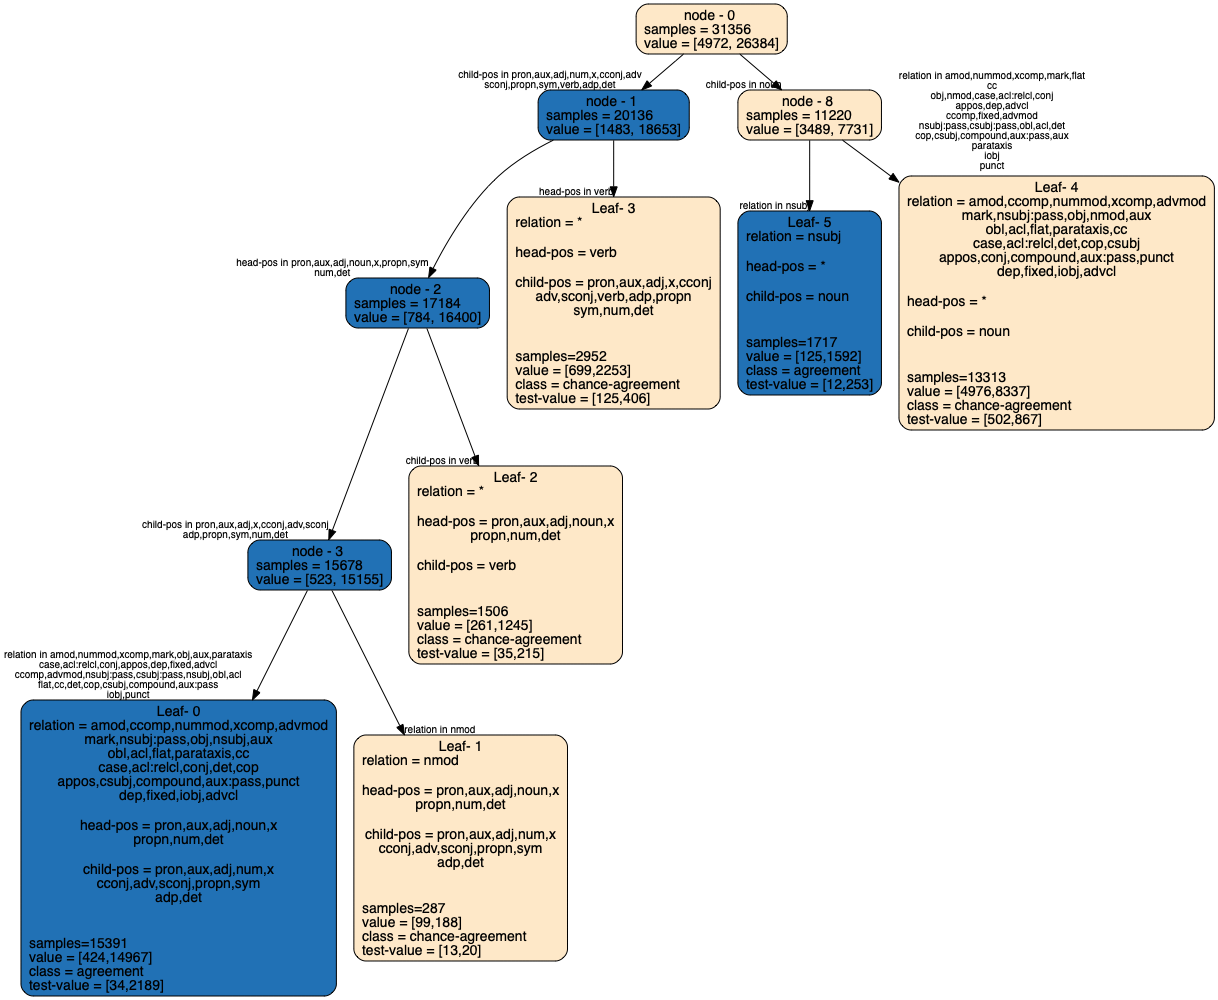 node - 0
samples = 31356
value = [4972, 26384]
child-pos in pron,aux,adj,num,x,cconj,adv
sconj,propn,sym,verb,adp,det
node - 1
samples = 20136
value = [1483, 18653]
child-pos in noun
node - 8
samples = 11220
value = [3489, 7731]
relation in amod,nummod,xcomp,mark,flat
cc
obj,nmod,case,acl:relcl,conj
appos,dep,advcl
ccomp,fixed,advmod
nsubj:pass,csubj:pass,obl,acl,det
cop,csubj,compound,aux:pass,aux
parataxis
iobj
punct
head-pos in verb
Leaf- 3
relation = *
head-pos = verb
child-pos = pron,aux,adj,x,cconj
adv,sconj,verb,adp,propn
sym,num,det
samples=2952
value = [699,2253]
class = chance-agreement
test-value = [125,406]
relation in nsubj
Leaf- 5
relation = nsubj
head-pos = *
child-pos = noun
samples=1717
value = [125,1592]
class = agreement
test-value = [12,253]
Leaf- 4
relation = amod,ccomp,nummod,xcomp,advmod
mark,nsubj:pass,obj,nmod,aux
obl,acl,flat,parataxis,cc
case,acl:relcl,det,cop,csubj
appos,conj,compound,aux:pass,punct
dep,fixed,iobj,advcl
head-pos = *
child-pos = noun
samples=13313
value = [4976,8337]
class = chance-agreement
test-value = [502,867]
head-pos in pron,aux,adj,noun,x,propn,sym
num,det
node - 2
samples = 17184
value = [784, 16400]
child-pos in verb
Leaf- 2
relation = *
head-pos = pron,aux,adj,noun,x
propn,num,det
child-pos = verb
samples=1506
value = [261,1245]
class = chance-agreement
test-value = [35,215]
child-pos in pron,aux,adj,x,cconj,adv,sconj
adp,propn,sym,num,det
node - 3
samples = 15678
value = [523, 15155]
relation in amod,nummod,xcomp,mark,obj,aux,parataxis
case,acl:relcl,conj,appos,dep,fixed,advcl
ccomp,advmod,nsubj:pass,csubj:pass,nsubj,obl,acl
flat,cc,det,cop,csubj,compound,aux:pass
iobj,punct
Leaf- 0
relation = amod,ccomp,nummod,xcomp,advmod
mark,nsubj:pass,obj,nsubj,aux
obl,acl,flat,parataxis,cc
case,acl:relcl,conj,det,cop
appos,csubj,compound,aux:pass,punct
dep,fixed,iobj,advcl
head-pos = pron,aux,adj,noun,x
propn,num,det
child-pos = pron,aux,adj,num,x
cconj,adv,sconj,propn,sym
adp,det
samples=15391
value = [424,14967]
class = agreement
test-value = [34,2189]
relation in nmod
Leaf- 1
relation = nmod
head-pos = pron,aux,adj,noun,x
propn,num,det
child-pos = pron,aux,adj,num,x
cconj,adv,sconj,propn,sym
adp,det
samples=287
value = [99,188]
class = chance-agreement
test-value = [13,20]